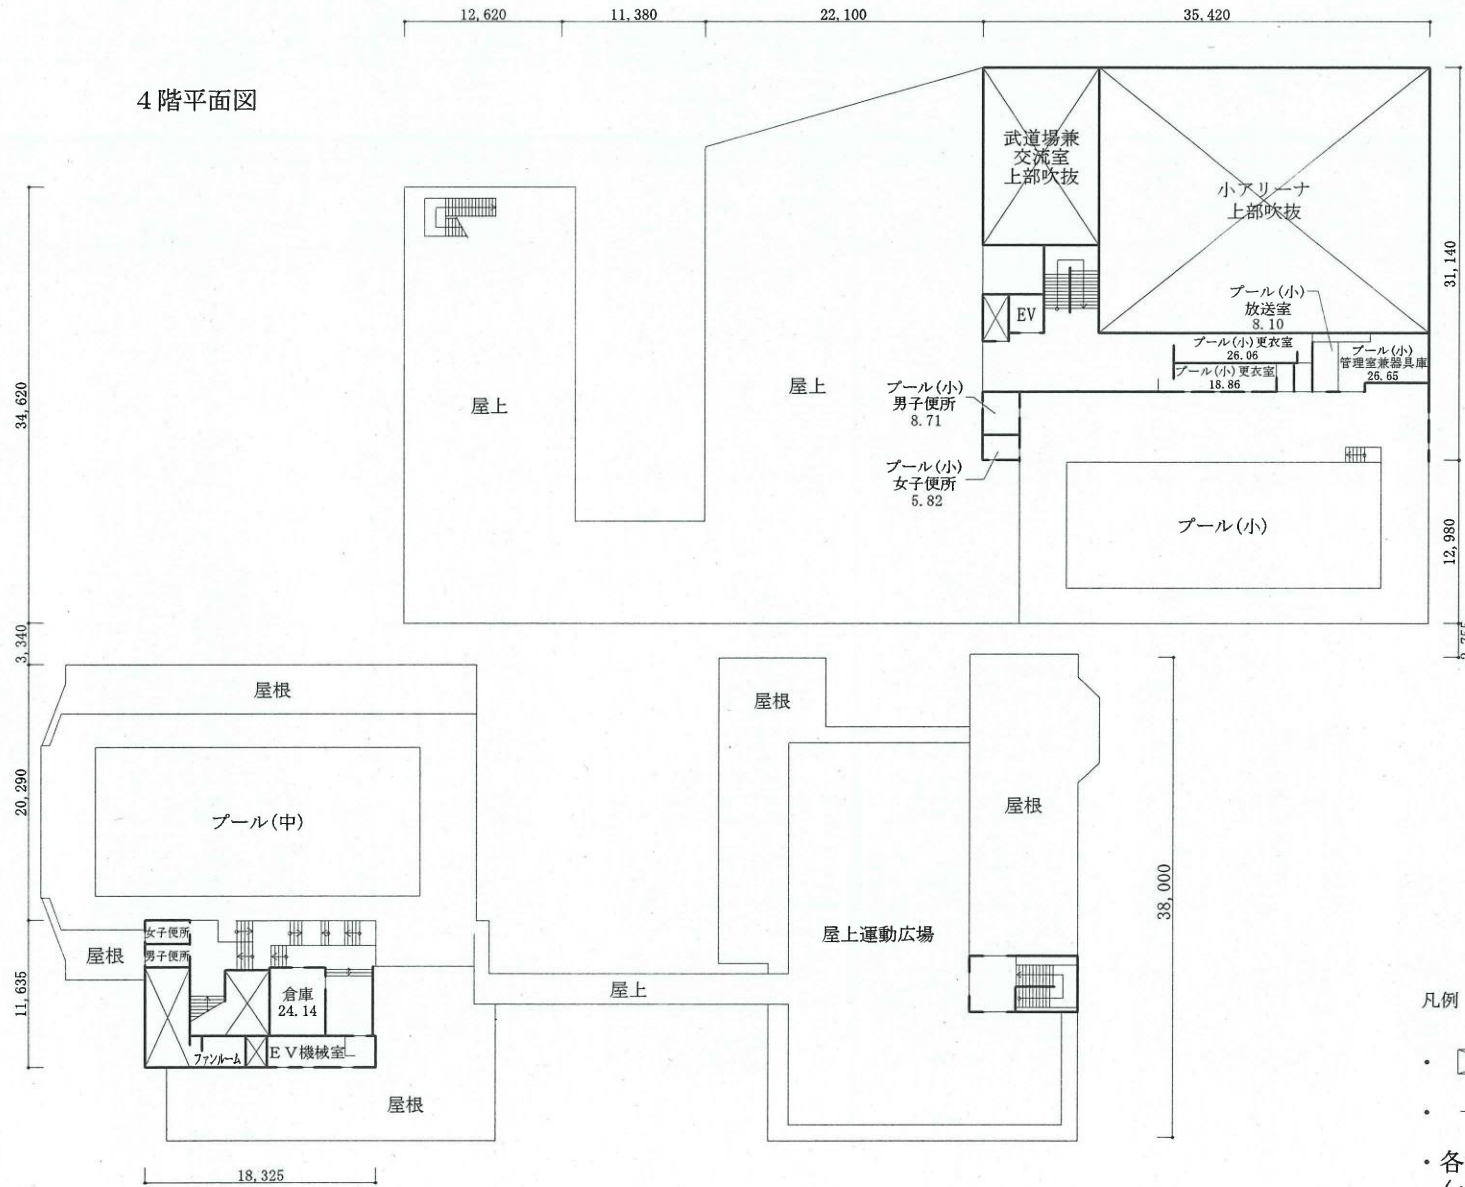 12,620
11,380
22,100
35,420
4階平面図
武道場兼
交流室
上部吹抜
小アリーナ
上部吹抜
31,140
プール(小)
放送室
8.10
EV
プール(小)更衣室
26.06
プール(小)
管理室兼器具庫
26.65
プール(小)更衣室
18.86
34,620
屋上
屋上
プール(小)
男子便所
8.71
プール(小)
女子便所
5.82
プール(小)
12,980
3,340
屋根
屋根
20,290
プール(中)
屋根
38,000
女子便所
男子便所
屋根
屋上運動広場
11,635
倉庫
24.14
屋上
凡例
ファンルーム
EV機械室
屋根
・
・
・各
18,325